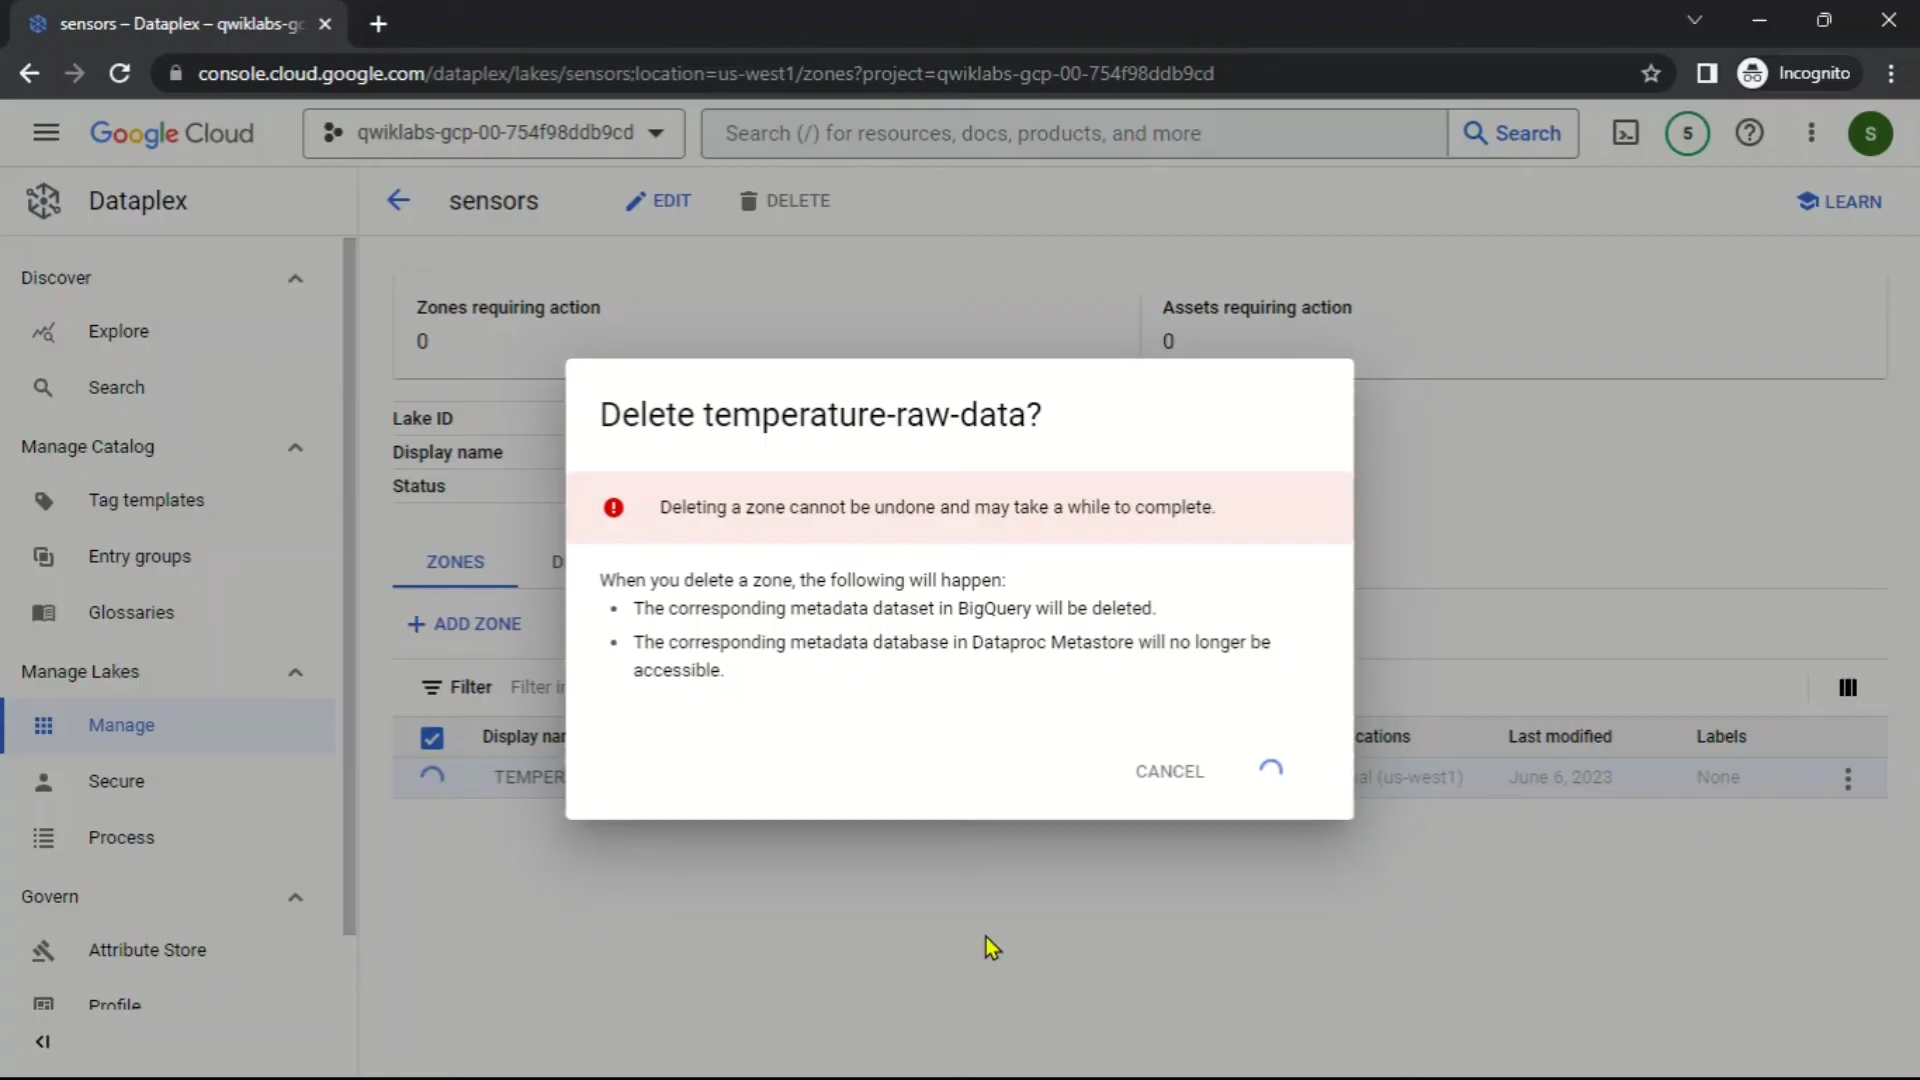 sensors – Dataplex – qwiklabs-gc
console.cloud.google.com/dataplex/lakes/sensors;location=us-west1/zones?project=qwiklabs-gcp-00-754f98ddb9cd
Incognito
Google Cloud
qwiklabs-gcp-00-754f98ddb9cd
Search (/) for resources, docs, products, and more
Search
5
S
Dataplex
sensors
EDIT
DELETE
LEARN
Discover
Explore
Search
Manage Catalog
Tag templates
Entry groups
Glossaries
Manage Lakes
Manage
Secure
Process
Govern
Attribute Store
Profile
Zones requiring action
0
Assets requiring action
0
Lake ID
Display name
Status
ZONES
D
ADD ZONE
Filter Filter i
Display nar
cations
Last modified
Labels
TEMPER
al (us-west1)
June 6, 2023
None
Delete temperature-raw-data?
Deleting a zone cannot be undone and may take a while to complete.
When you delete a zone, the following will happen:
• The corresponding metadata dataset in BigQuery will be deleted.
• The corresponding metadata database in Dataproc Metastore will no longer be
accessible.
CANCEL